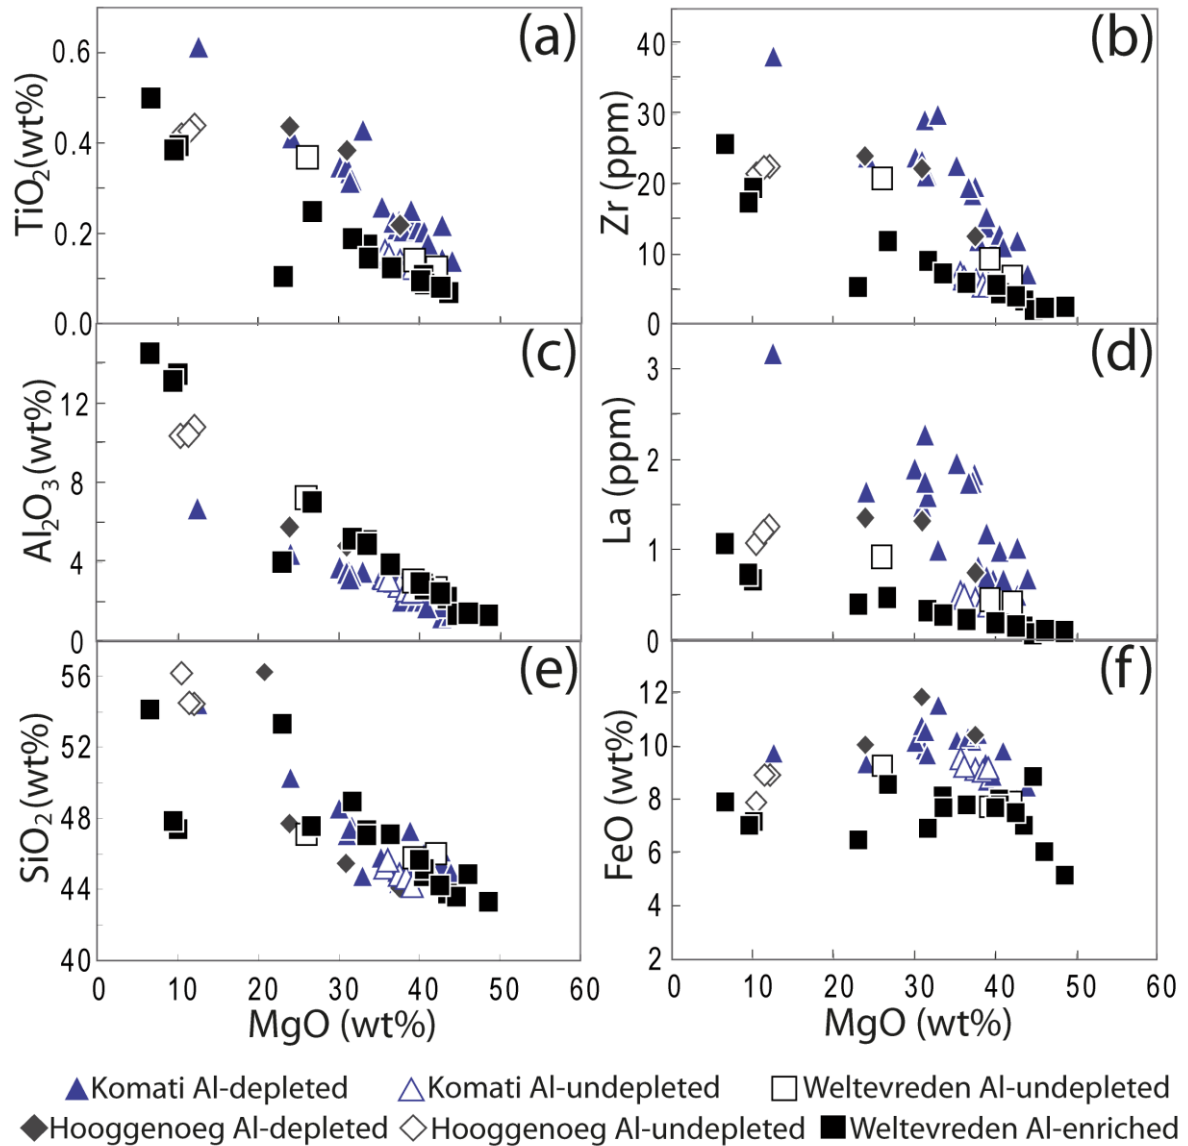 (a)
TiO2(wt%)
0.6
0.4
0.2
0.0
(b)
Zr (ppm)
40
30
20
10
0
(c)
Al2O3(wt%)
12
8
4
0
(d)
La (ppm)
3
2
1
0
(e)
SiO2(wt%)
56
52
48
44
40
(f)
FeO (wt%)
12
10
8
6
4
2
0 10 20 30 40 50 60
0 10 20 30 40 50 60
MgO (wt%)
MgO (wt%)
Komati Al-depleted
Komati Al-undepleted
Weltevreden Al-undepleted
Hooggenoeg Al-depleted
Hooggenoeg Al-undepleted
Weltevreden Al-enriched